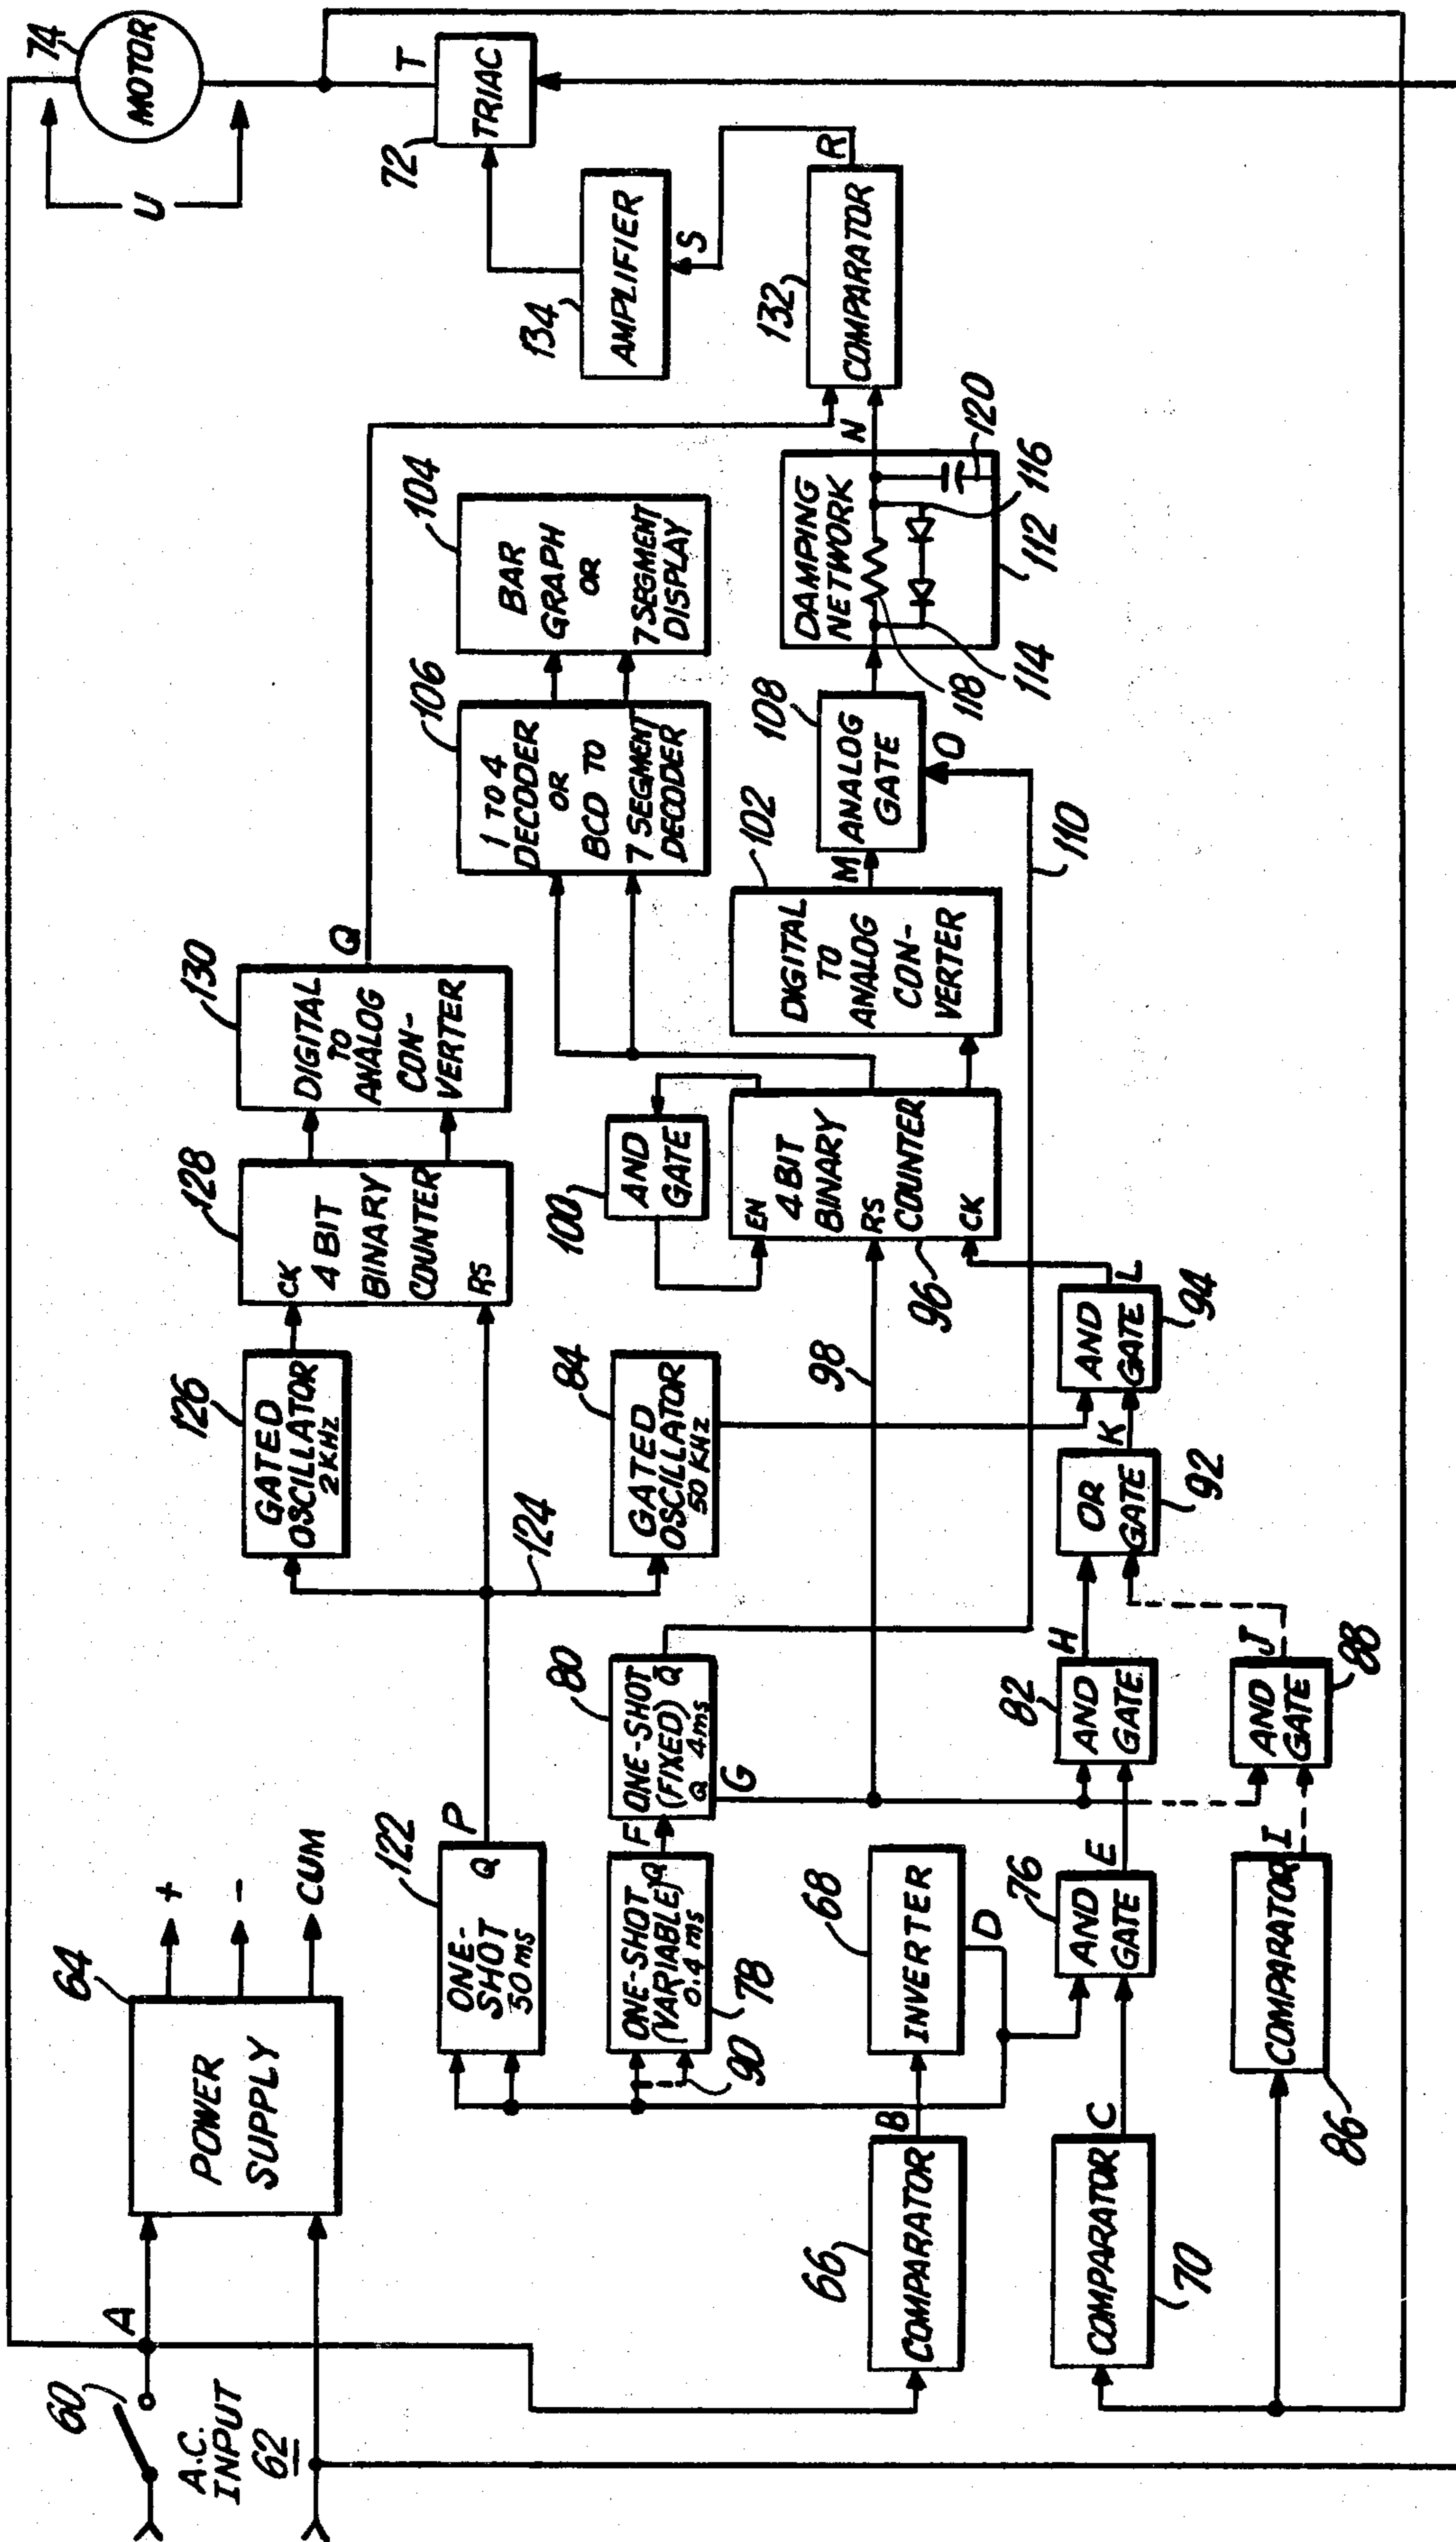 60
A.C.
INPUT
62
A
64
POWER
SUPPLY
+
-
CUM
66
COMPARATOR
B
68
INVERTER
D
70
COMPARATOR
C
76
AND
GATE
E
86
COMPARATOR
I
122
ONE-
SHOT
50ms
Q
P
78
ONE-SHOT
(VARIABLE)
0.4 ms
Q
90
F
80
ONE-SHOT
(FIXED)
Q 4ms
Q̄
G
82
AND
GATE
H
88
AND
GATE
J
124
126
GATED
OSCILLATOR
2KHz
84
GATED
OSCILLATOR
50 KHz
98
92
OR
GATE
K
94
AND
GATE
L
128
CK
4 BIT
BINARY
COUNTER
RS
100
AND
GATE
96
EN
4 BIT
BINARY
RS
COUNTER
CK
130
DIGITAL
TO
ANALOG
CON-
VERTER
Q
102
DIGITAL
TO
ANALOG
CON-
VERTER
M
110
106
1 TO 4
DECODER
OR
BCD TO
7 SEGMENT
DECODER
104
BAR
GRAPH
OR
7 SEGMENT
DISPLAY
108
ANALOG
GATE
O
DAMPING
NETWORK
118
114
112
116
120
N
132
COMPARATOR
R
134
AMPLIFIER
S
72
TRIAC
T
U
74
MOTOR